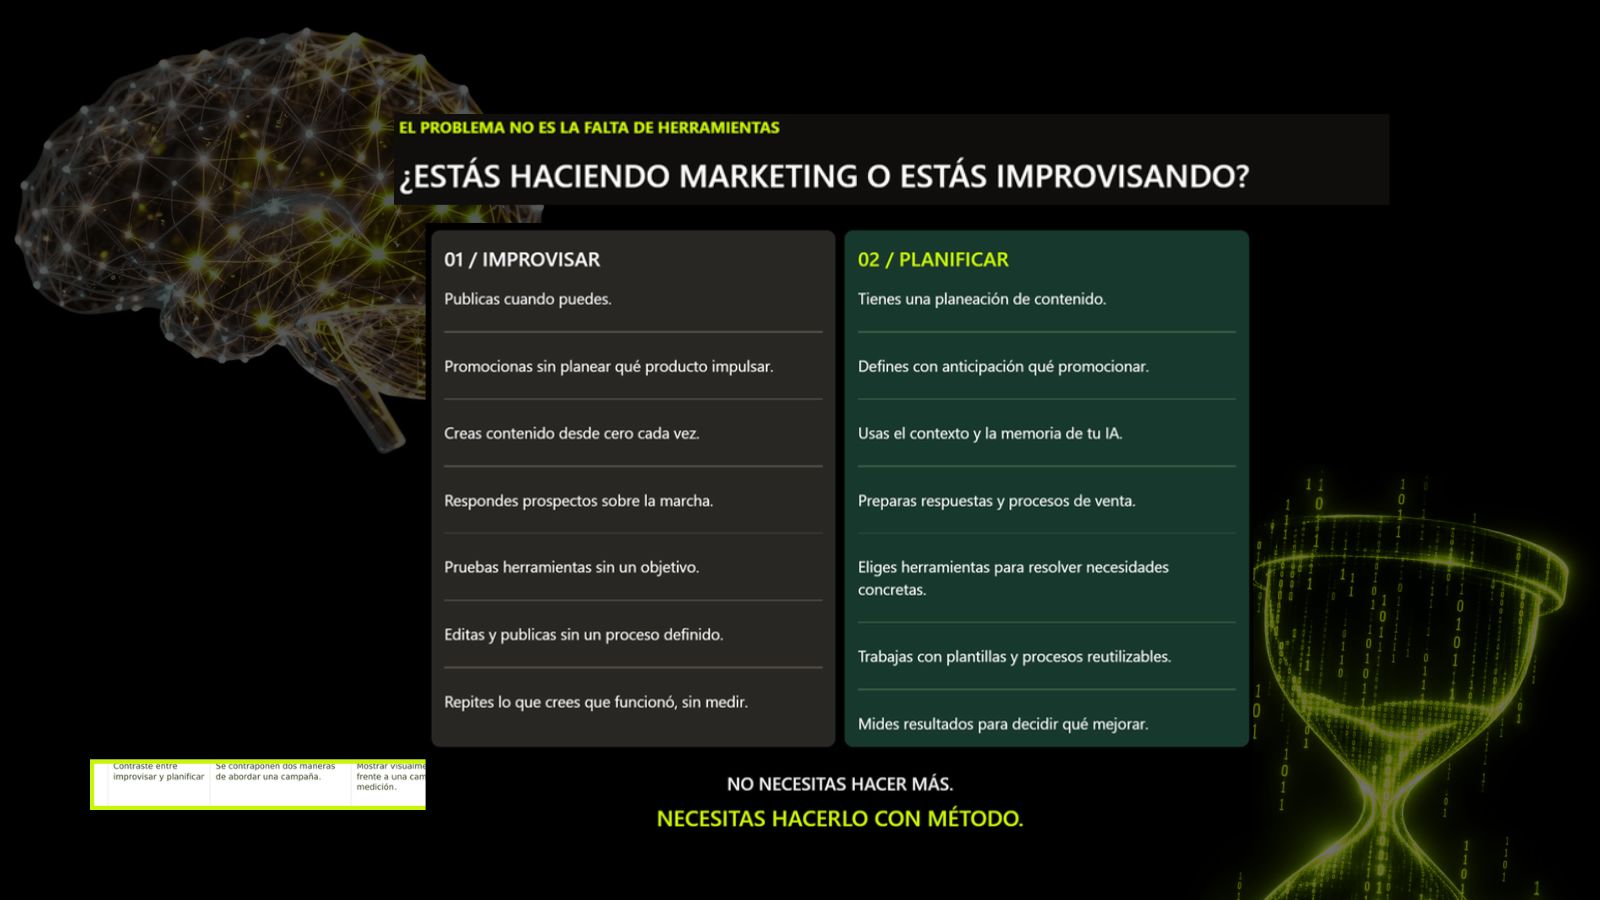 EL PROBLEMA NO ES LA FALTA DE HERRAMIENTAS
¿ESTÁS HACIENDO MARKETING O ESTÁS IMPROVISANDO?
01 / IMPROVISAR
Publicas cuando puedes.
Promocionas sin planear qué producto impulsar.
Creas contenido desde cero cada vez.
Respondes prospectos sobre la marcha.
Pruebas herramientas sin un objetivo.
Editas y publicas sin un proceso definido.
Repites lo que crees que funcionó, sin medir.
02 / PLANIFICAR
Tienes una planeación de contenido.
Defines con anticipación qué promocionar.
Usas el contexto y la memoria de tu IA.
Preparas respuestas y procesos de venta.
Eliges herramientas para resolver necesidades
concretas.
Trabajas con plantillas y procesos reutilizables.
Mides resultados para decidir qué mejorar.
Contraste entre
improvisar y planificar
Se contraponen dos maneras
de abordar una campaña.
Mostrar
frente a una
medición.
NO NECESITAS HACER MÁS.
NECESITAS HACERLO CON MÉTODO.